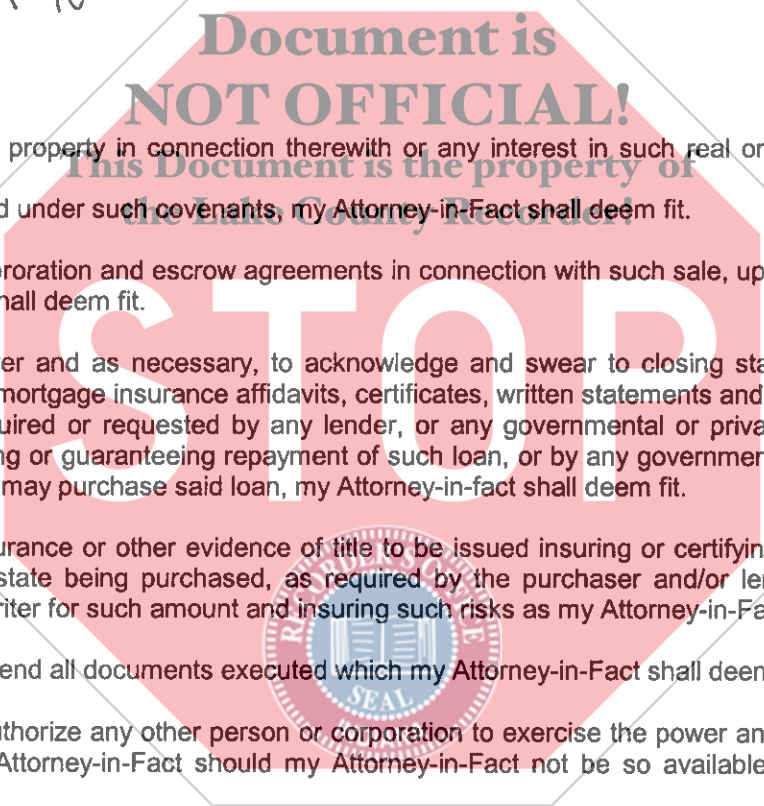 Document is
NOT OFFICIAL!
property in connection therewith or any interest in such real or
This Document is the property of
d under such covenants, my Attorney-in-Fact shall deem fit.
the Lake County Recorder!
proration and escrow agreements in connection with such sale, up
hall deem fit.
STOP
er and as necessary, to acknowledge and swear to closing sta
mortgage insurance affidavits, certificates, written statements and
uired or requested by any lender, or any governmental or priva
ng or guaranteeing repayment of such loan, or by any governmen
may purchase said loan, my Attorney-in-fact shall deem fit.
urance or other evidence of title to be issued insuring or certifyin
state being purchased, as required by the purchaser and/or len
riter for such amount and insuring such risks as my Attorney-in-Fa
RECORDER'S OFFICE
end all documents executed which my Attorney-in-Fact shall deem
SEAL
uthorize any other person or corporation to exercise the power an
Attorney-in-Fact should my Attorney-in-Fact not be so available